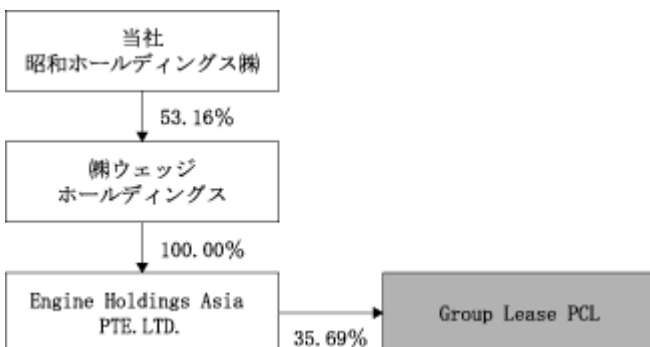 当社
昭和ホールディングス㈱
53.16%
㈱ウェッジ
ホールディングス
100.00%
Engine Holdings Asia
PTE.LTD.
35.69%
Group Lease PCL